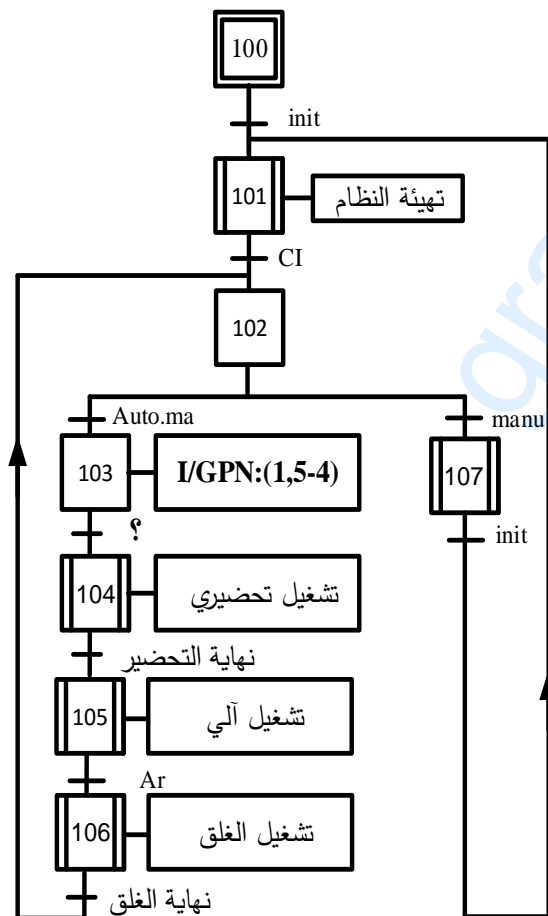 100
init
101
تهيئة النظام
CI
102
Auto.ma
manu
103
I/GPN:(1,5-4)
107
؟
init
104
تشغيل تحضيري
نهاية التحضير
105
تشغيل آلي
Ar
106
تشغيل الغلق
نهاية الغلق